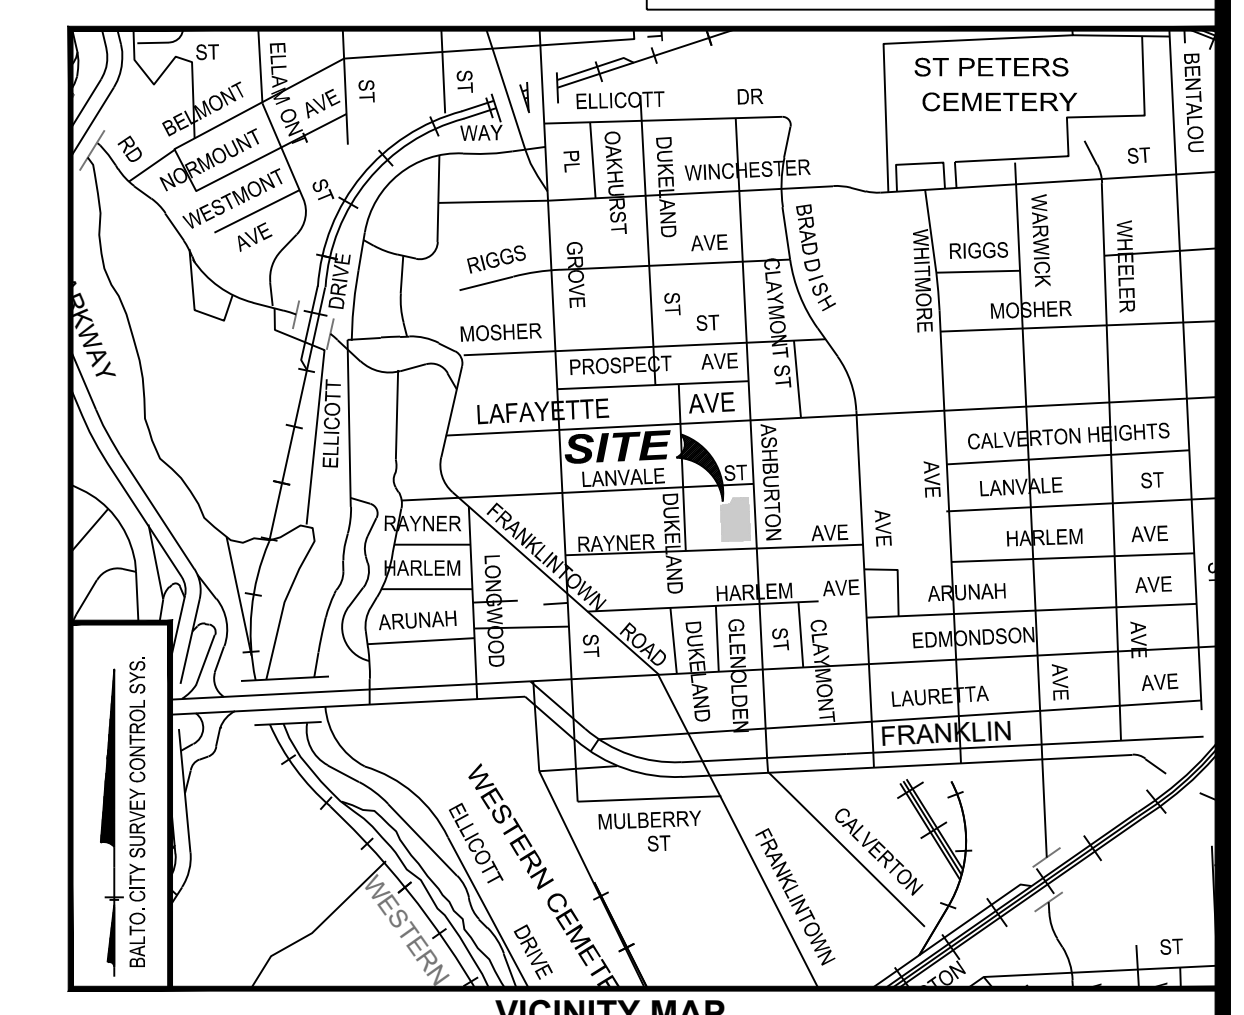 ST
ELLAMONT
ST
ST
ELLICOTT
DR
ST PETERS
CEMETERY
BENTALOU
BELMONT
AVE
WAY
RD
NORMOUNT
PL
OAKHURST
DUKELAND
WINCHESTER
ST
WESTMONT
ST
AVE
RIGGS
GROVE
AVE
BRADDISH
WHITMORE
RIGGS
WARWICK
WHEELER
DRIVE
CLAYMONT ST
ST
ST
MOSHER
MOSHER
ARKWAY
PROSPECT
AVE
ELLICOTT
LAFAYETTE
AVE
SITE
LANVALE
ST
ASHBURTON
CALVERTON HEIGHTS
AVE
LANVALE
ST
RAYNER
FRANKLINTOWN
DUKELAND
RAYNER
AVE
AVE
HARLEM
AVE
HARLEM
LONGWOOD
HARLEM
AVE
ARUNAH
AVE
ARUNAH
ST
ROAD
DUKELAND
GLENOLDEN
ST
CLAYMONT
EDMONDSON
AVE
AVE
AVE
LAURETTA
FRANKLIN
BALTO. CITY SURVEY CONTROL SYS.
WESTERN CEMETE
ELLICOTT
DRIVE
WESTERN
MULBERRY
ST
FRANKLINTOWN
CALVERTON
TON
ST
VICINITY MAP